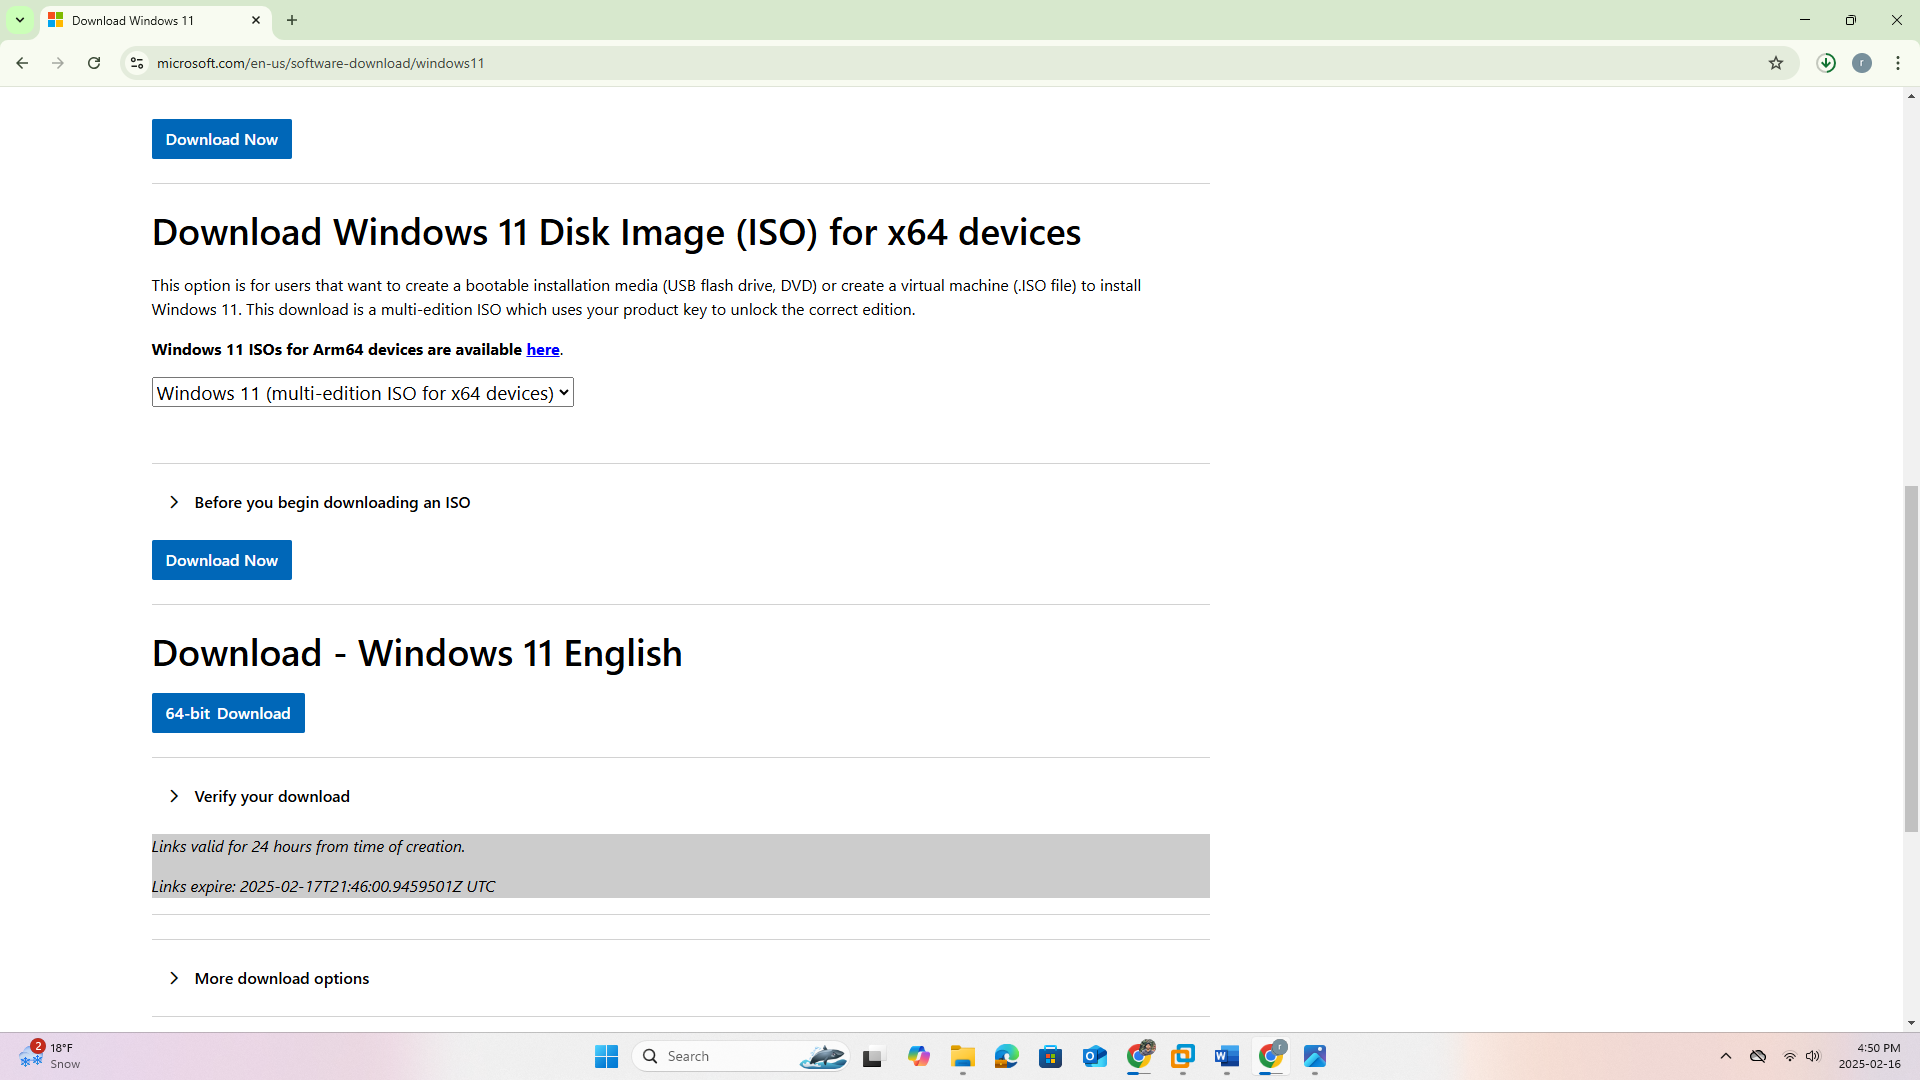 Download Windows 11
microsoft.com/en-us/software-download/windows11
r
Download Now
Download Windows 11 Disk Image (ISO) for x64 devices
This option is for users that want to create a bootable installation media (USB flash drive, DVD) or create a virtual machine (.ISO file) to install
Windows 11. This download is a multi-edition ISO which uses your product key to unlock the correct edition.
Windows 11 ISOs for Arm64 devices are available here.
Windows 11 (multi-edition ISO for x64 devices)
Before you begin downloading an ISO
Download Now
Download - Windows 11 English
64-bit Download
Verify your download
Links valid for 24 hours from time of creation.
Links expire: 2025-02-17T21:46:00.9459501Z UTC
More download options
2
18°F
Snow
Search
4:50 PM
2025-02-16